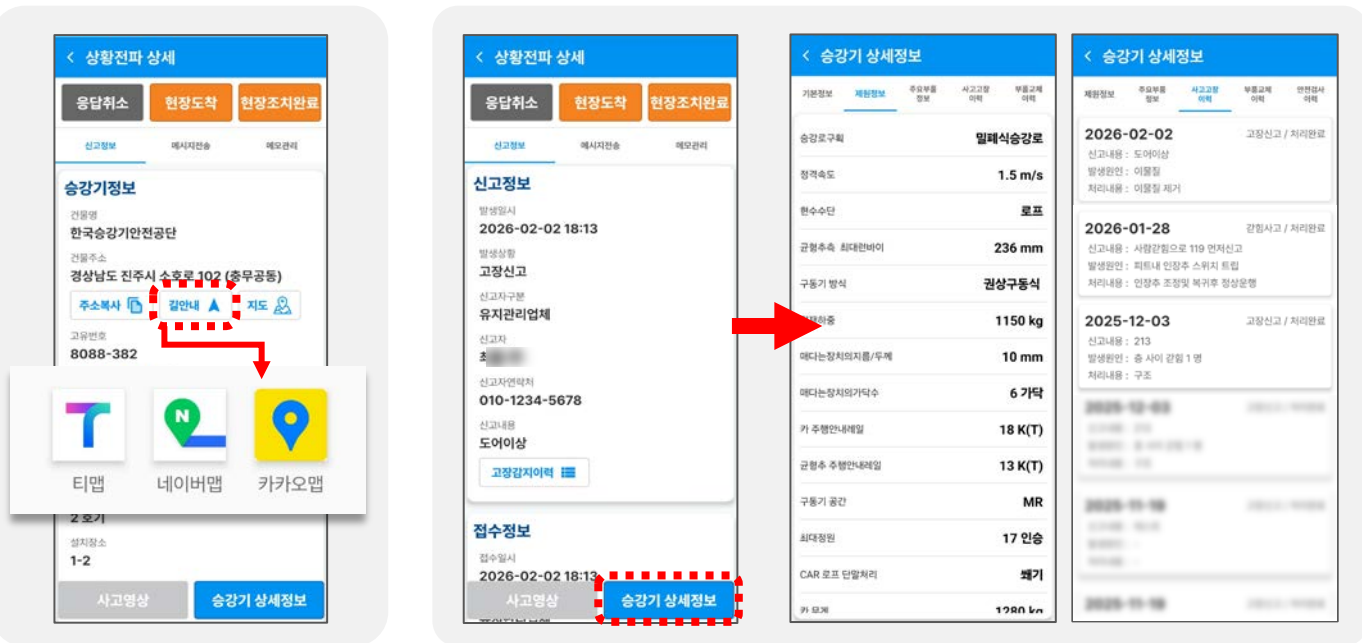 상황전파 상세
응답취소 현장도착 현장조치완료
신고정보 메시지전송 메모관리
승강기정보
건물명
한국승강기안전공단
건물주소
경상남도 진주시 소호로 102 (충무공동)
주소복사 길안내 지도
고유번호
8088-382
N
티맵 네이버맵 카카오맵
2 호기
설치장소
1-2
사고영상 승강기 상세정보
상황전파 상세
응답취소 현장도착 현장조치완료
신고정보 메시지전송 메모관리
신고정보
발생일시
2026-02-02 18:13
발생상황
고장신고
신고자구분
유지관리업체
신고자
최
신고자연락처
010-1234-5678
신고내용
도어이상
고장감지이력
접수정보
접수일시
2026-02-02 18:13
사고영상 승강기 상세정보
승강기 상세정보
기본정보 제원정보 주요부품 정보 사고고장 이력 부품교체 이력
승강로구획 밀폐식승강로
정격속도 1.5 m/s
현수수단 로프
균형추측 최대런바이 236 mm
구동기 방식 권상구동식
1150 kg
매다는장치의지름/두께 10 mm
매다는장치의가닥수 6 가닥
카 주행안내레일 18 K(T)
균형추 주행안내레일 13 K(T)
구동기 공간 MR
최대정원 17 인승
CAR 로프 단말처리 쐐기
카 무게 1280 kg
승강기 상세정보
제원정보 주요부품 정보 사고고장 이력 부품교체 이력 안전검사 이력
2026-02-02 고장신고 / 처리완료
신고내용 : 도어이상
발생원인 : 이물질
처리내용 : 이물질 제거
2026-01-28 갇힘사고 / 처리완료
신고내용 : 사람갇힘으로 119 먼저신고
발생원인 : 피트내 인장추 스위치 트립
처리내용 : 인장추 조정및 복귀후 정상운행
2025-12-03 고장신고 / 처리완료
신고내용 : 213
발생원인 : 층 사이 갇힘 1 명
처리내용 : 구조